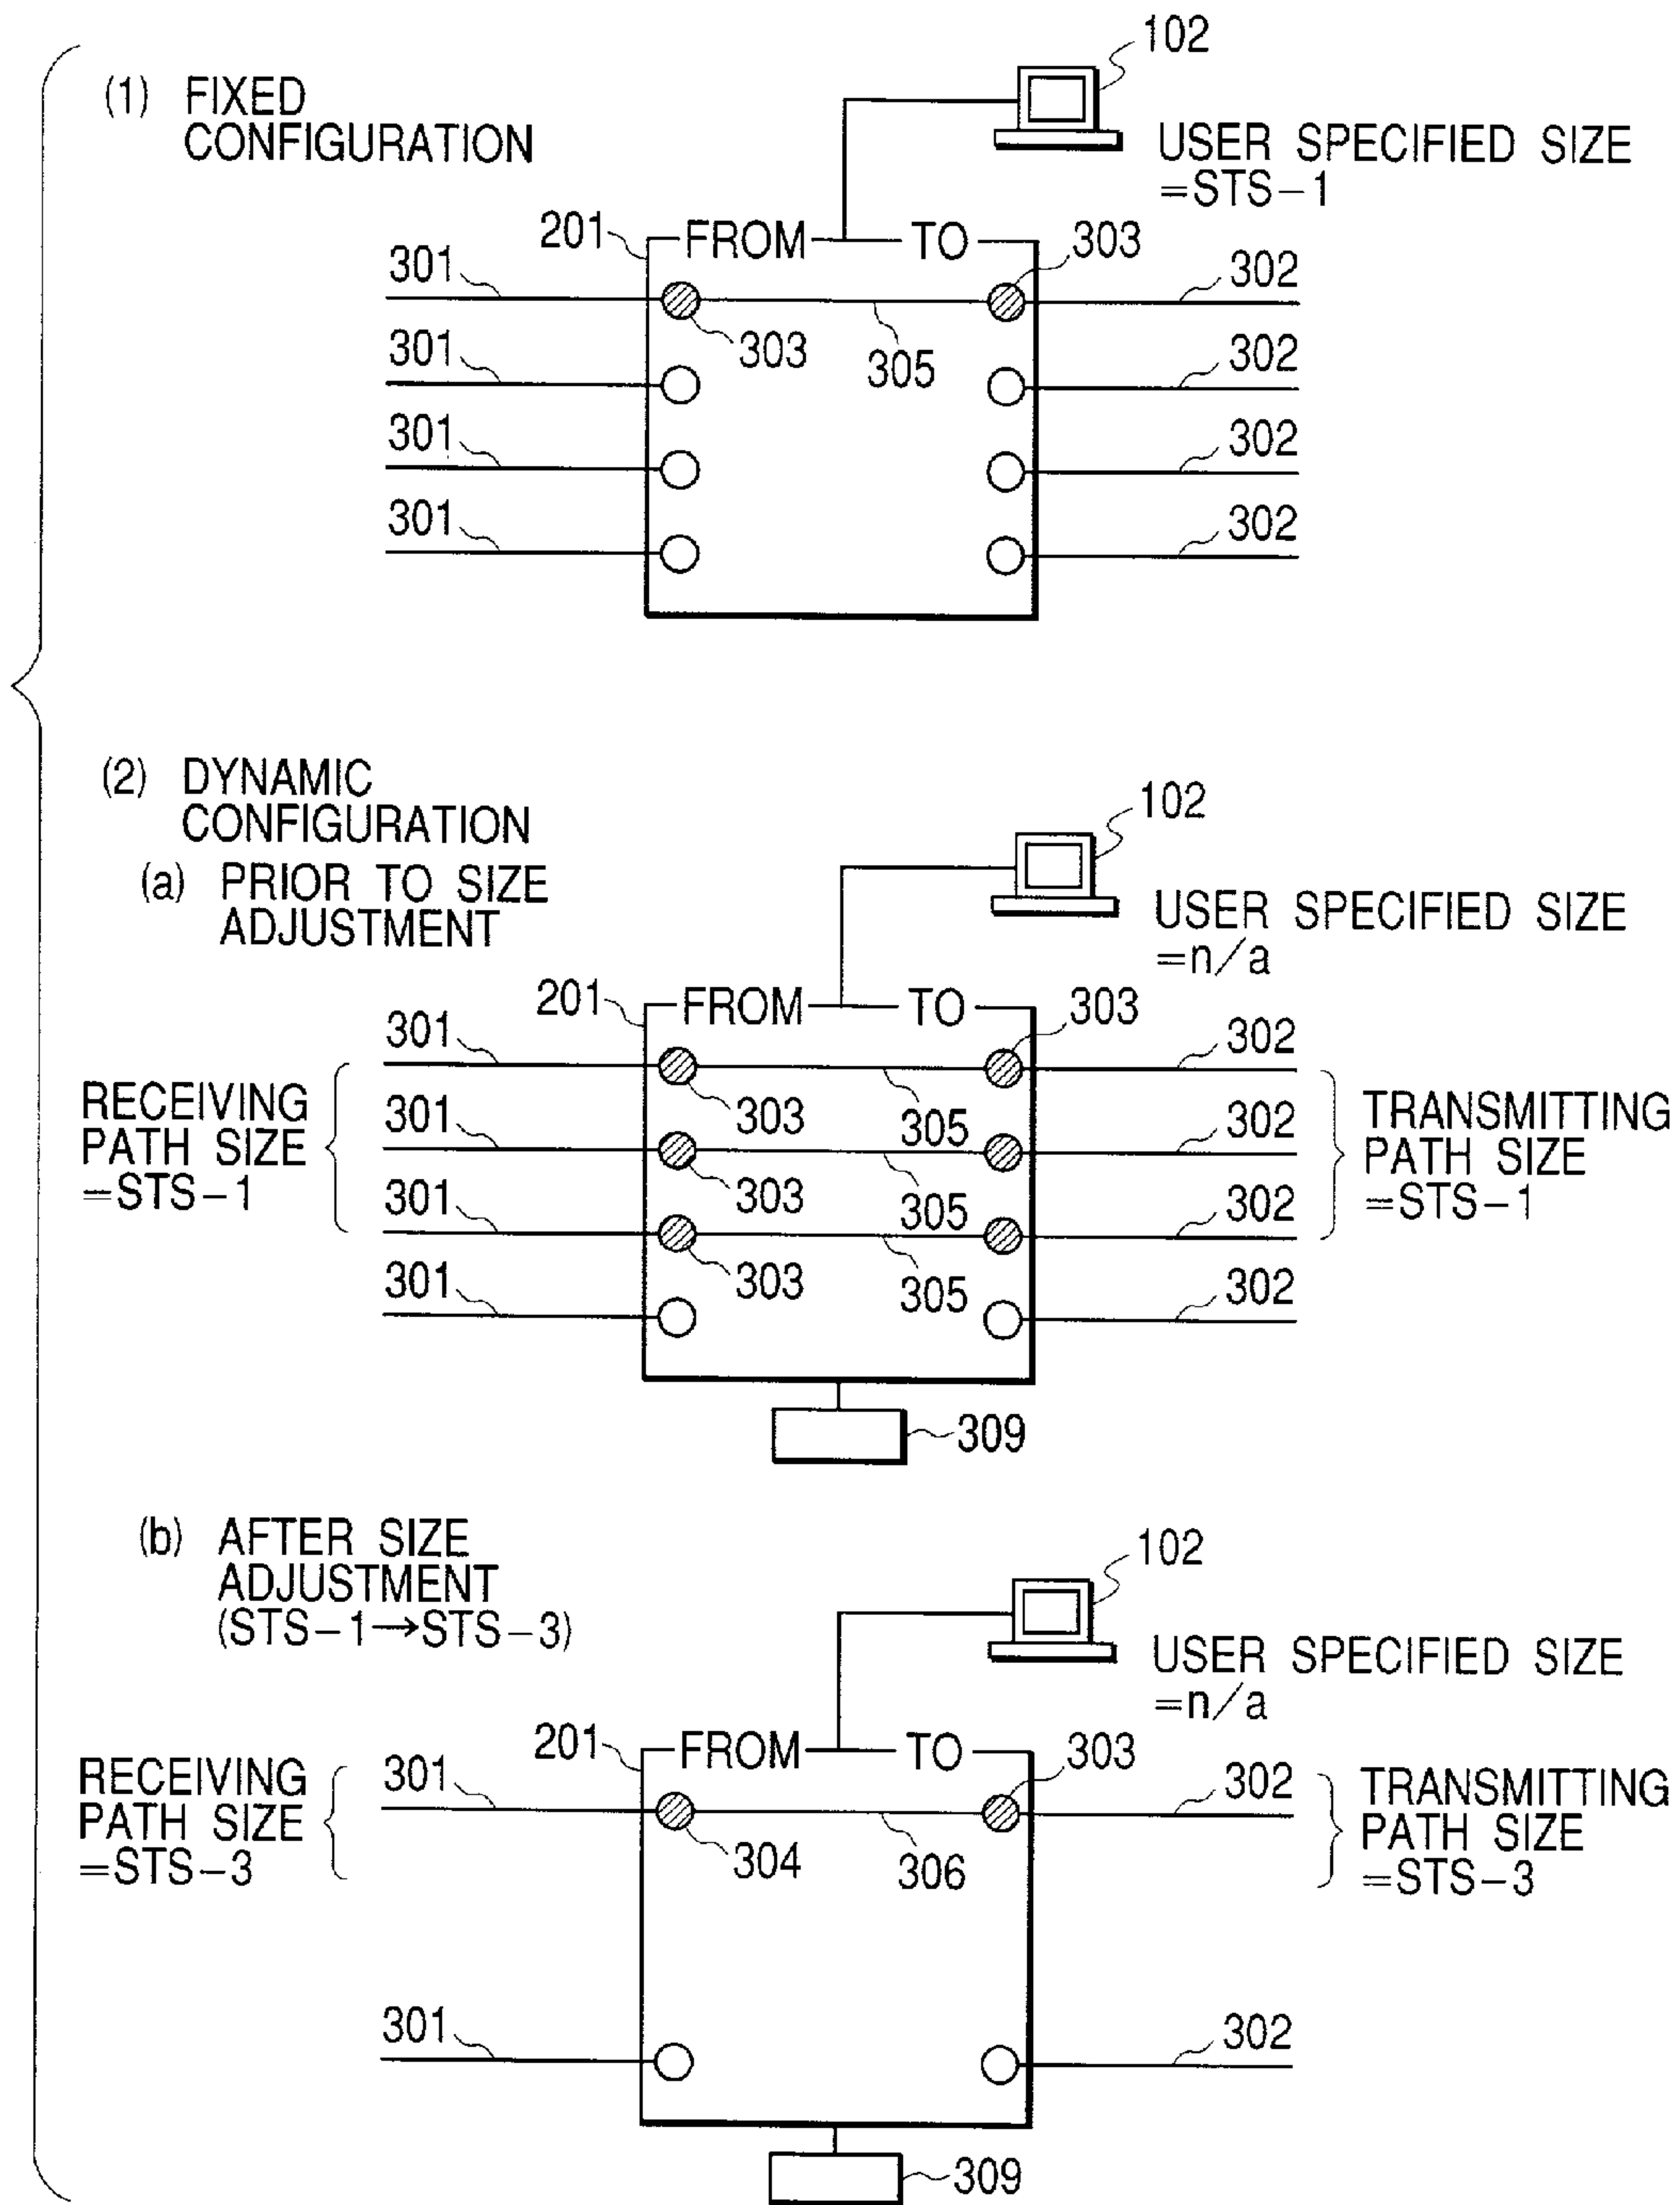 102
(1) FIXED
CONFIGURATION
USER SPECIFIED SIZE
=STS-1
201
FROM
TO
303
301
302
303
305
301
302
301
302
301
302
(2) DYNAMIC
CONFIGURATION
102
(a) PRIOR TO SIZE
ADJUSTMENT
USER SPECIFIED SIZE
=n/a
201
FROM
TO
303
301
302
RECEIVING
PATH SIZE
=STS-1
303
305
TRANSMITTING
PATH SIZE
=STS-1
301
302
303
305
301
302
303
305
301
302
309
(b) AFTER SIZE
ADJUSTMENT
(STS-1→STS-3)
102
USER SPECIFIED SIZE
=n/a
201
FROM
TO
303
RECEIVING
PATH SIZE
=STS-3
301
302
TRANSMITTING
PATH SIZE
=STS-3
304
306
301
302
309